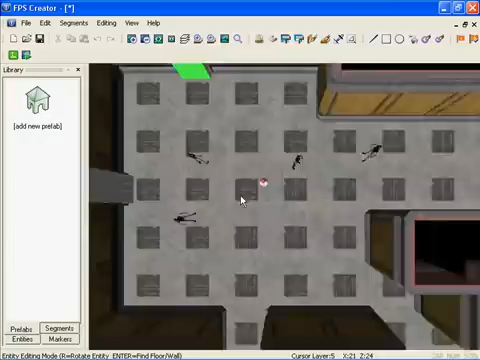 FPS Creator - [*]
File Edit Segments Editing View Help
Library
[add new prefab]
Prefabs Segments
Entities Markers
Entity Editing Mode (R=Rotate Entity ENTER=Find Floor/Wall) Cursor Layer:5 X:21 Z:24